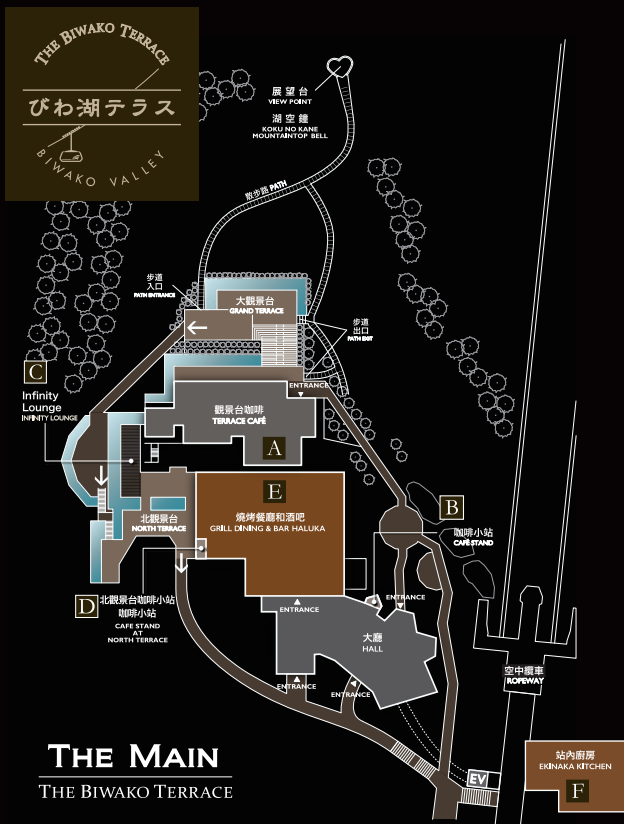 THE BIWAKO TERRACE
びわ湖テラス
BIWAKO VALLEY
展望台
VIEW POINT
湖空鐘
KOKU NO KANE
MOUNTAINTOP BELL
散步路 PATH
步道
入口
PATH ENTRANCE
大觀景台
GRAND TERRACE
步道
出口
PATH EXIT
C
Infinity
Lounge
INFINITY LOUNGE
ENTRANCE
觀景台咖啡
TERRACE CAFÉ
A
E
燒烤餐廳和酒吧
GRILL DINING & BAR HALUKA
北觀景台
NORTH TERRACE
B
咖啡小站
CAFÉ STAND
D
北觀景台咖啡小站
咖啡小站
CAFE STAND
AT
NORTH TERRACE
ENTRANCE
ENTRANCE
大廳
HALL
ENTRANCE
ENTRANCE
空中纜車
ROPEWAY
站內廚房
EKINAKA KITCHEN
F
EV
THE MAIN
THE BIWAKO TERRACE